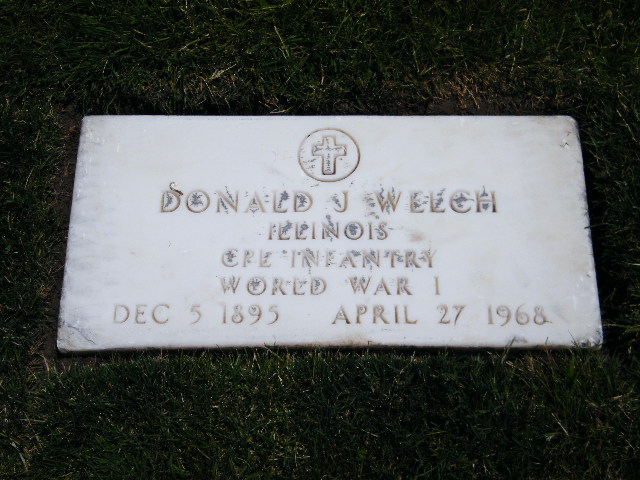 DONALD J WELCH
ILLINOIS
CPL INFANTRY
WORLD WAR I
DEC 5 1895 APRIL 27 1968